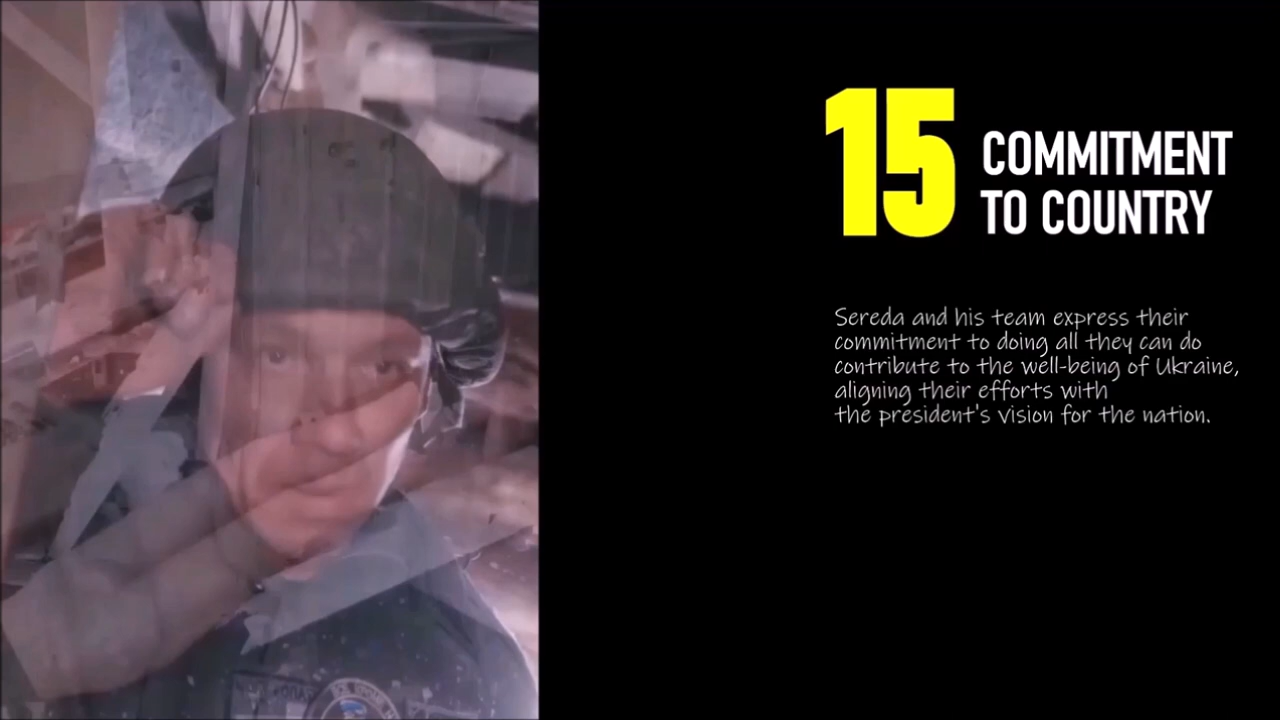 15
COMMITMENT
TO COUNTRY
Sereda and his team express their
commitment to doing all they can do
contribute to the well-being of Ukraine,
aligning their efforts with
the president's vision for the nation.